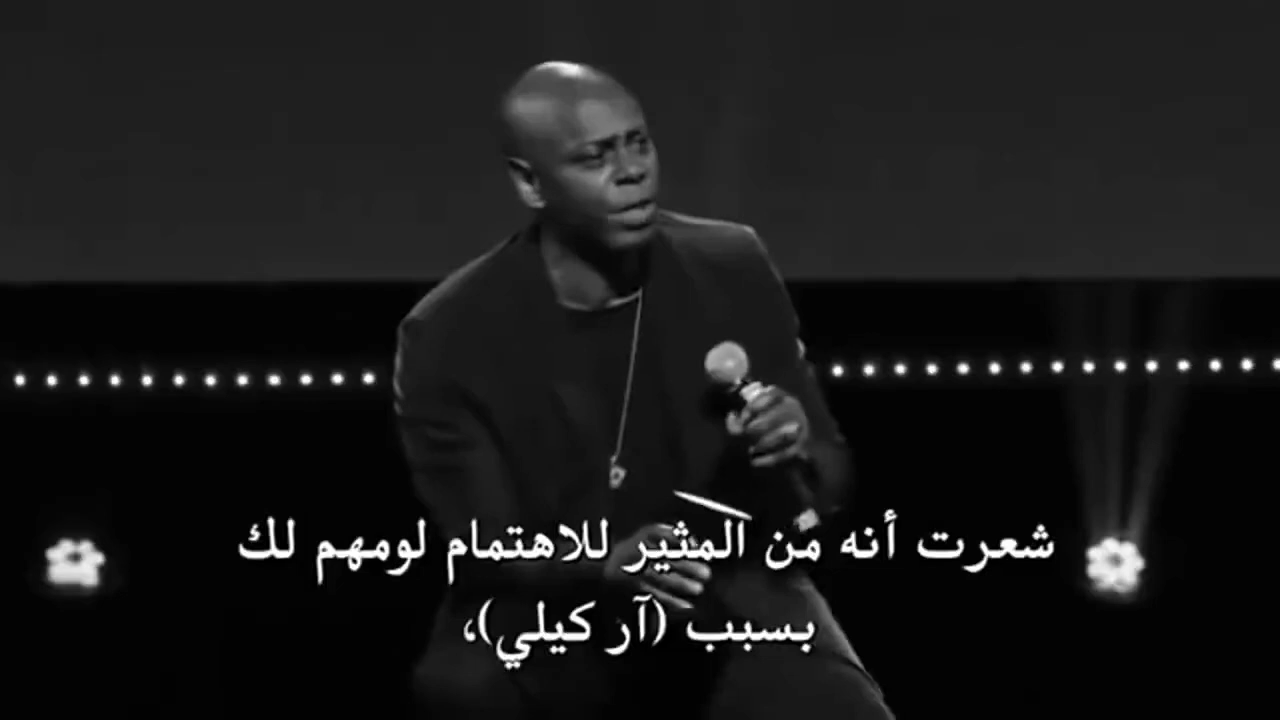 شعرت أنه من المثير للاهتمام لومهم لك
بسبب (آر كيلي)،